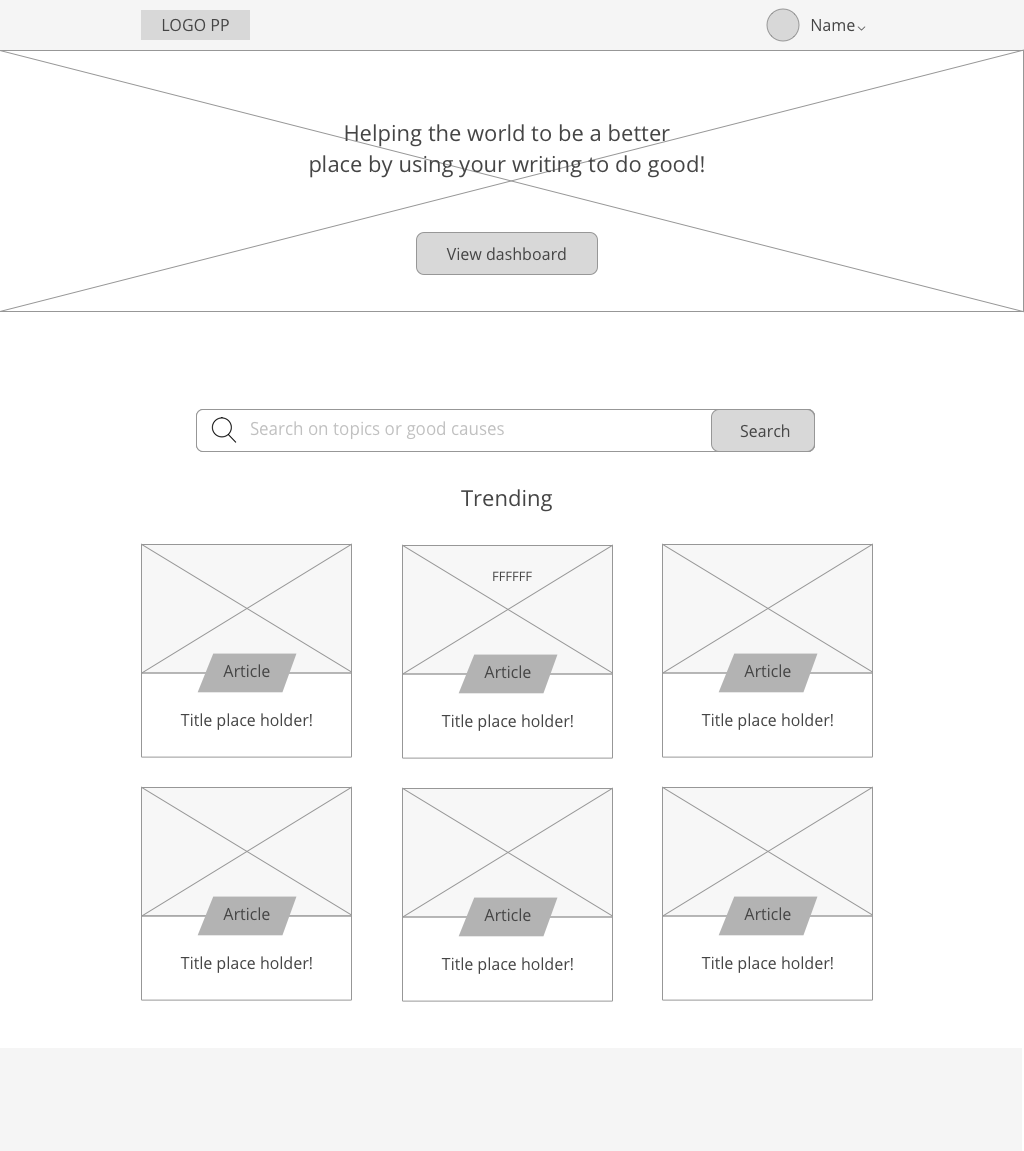 LOGO PP
Name
Helping the world to be a better
place by using your writing to do good!
View dashboard
Search on topics or good causes
Search
Trending
FFFFFF
Article
Article
Article
Title place holder!
Title place holder!
Title place holder!
Article
Article
Article
Title place holder!
Title place holder!
Title place holder!